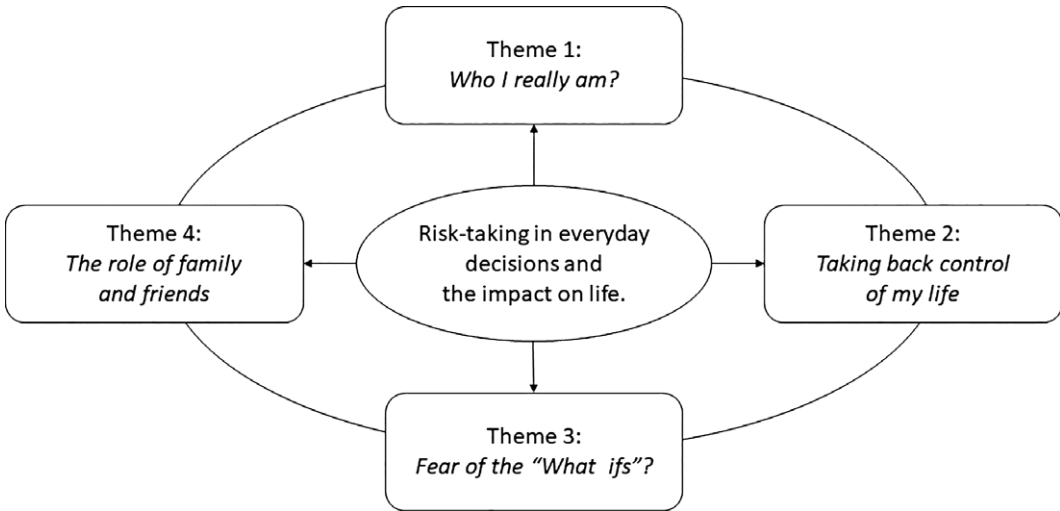 Theme 1:
Who I really am?
Theme 4:
The role of family
and friends
Risk-taking in everyday
decisions and
the impact on life.
Theme 2:
Taking back control
of my life
Theme 3:
Fear of the “What ifs”?